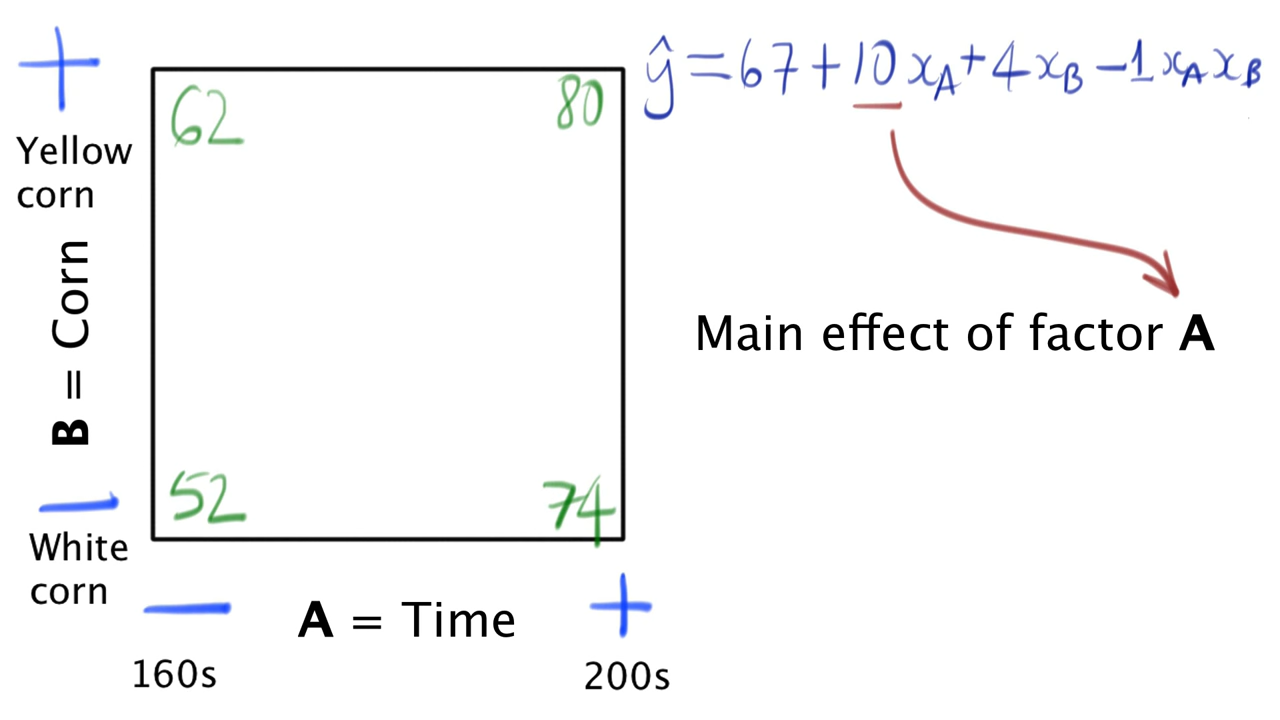 +
Yellow
corn
B = Corn
−
White
corn
62
80
52
74
− A = Time +
160s
200s
ŷ = 67 + 10 xA + 4 xB − 1 xA xB
Main effect of factor A